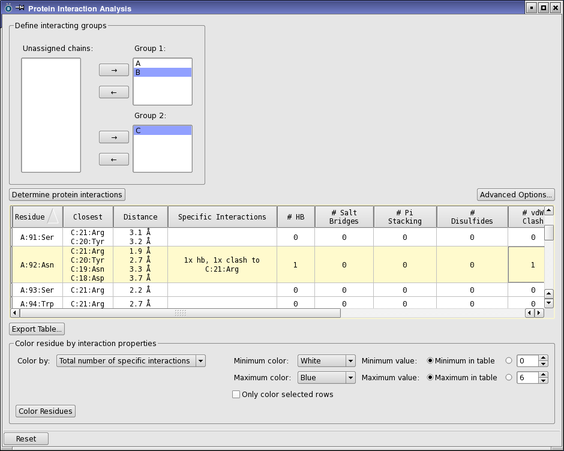 Protein Interaction Analysis
Define interacting groups
Unassigned chains:
Group 1:
→
A
B
←
Group 2:
→
C
←
Determine protein interactions
Advanced Options...
Residue Closest Distance Specific Interactions # HB # Salt Bridges # Pi Stacking # Disulfides # vdW Clash
A:91:Ser C:21:Arg 3.1 Å 0 0 0 0 0
C:20:Tyr 3.2 Å
A:92:Asn C:21:Arg 1.9 Å 1x hb, 1x clash to C:21:Arg 1 0 0 0 1
C:20:Tyr 2.7 Å
C:19:Asn 3.3 Å
C:18:Asp 3.7 Å
A:93:Ser C:21:Arg 2.2 Å 0 0 0 0 0
A:94:Trp C:21:Arg 2.7 Å 0 0 0 0 0
Export Table...
Color residue by interaction properties
Color by: Total number of specific interactions
Minimum color: White Minimum value: Minimum in table 0
Maximum color: Blue Maximum value: Maximum in table 6
Only color selected rows
Color Residues
Reset